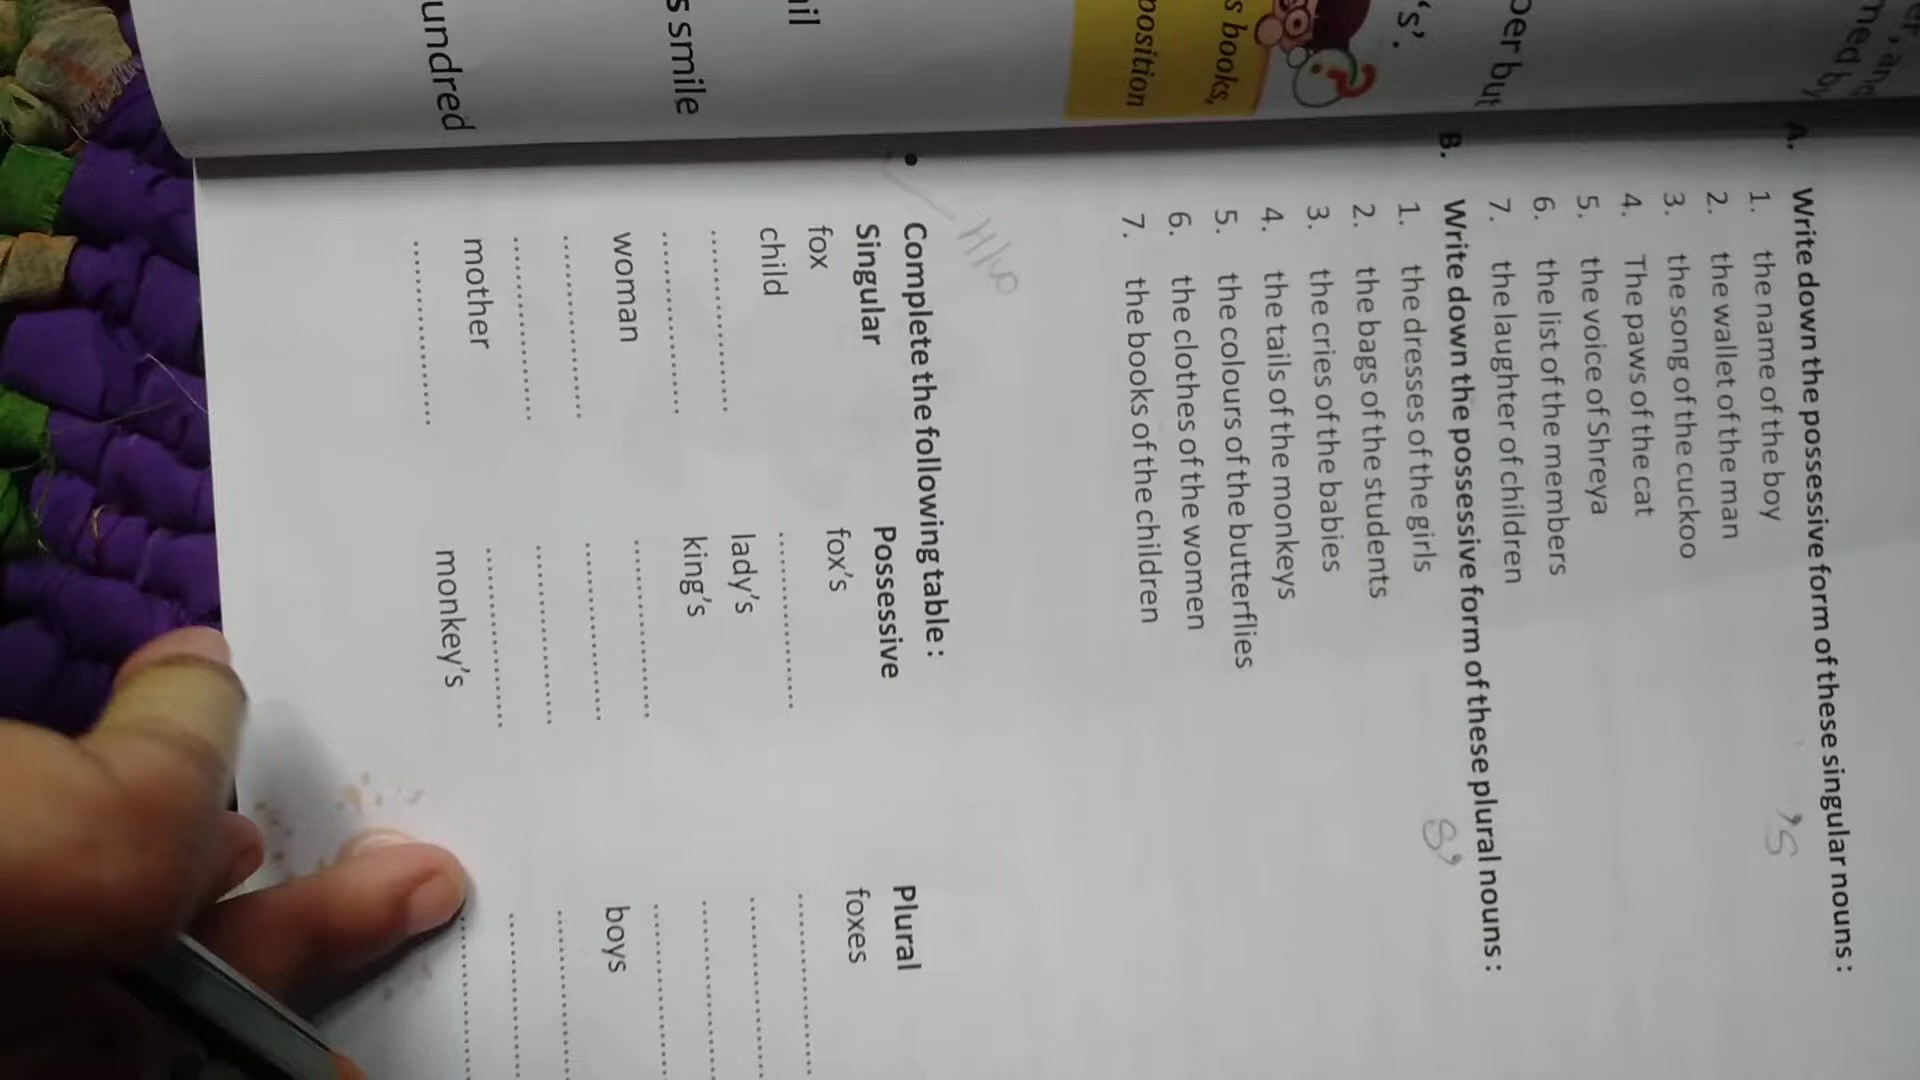 A. Write down the possessive form of these singular nouns :
's
1. the name of the boy
2. the wallet of the man
3. the song of the cuckoo
4. The paws of the cat
5. the voice of Shreya
6. the list of the members
7. the laughter of children
B. Write down the possessive form of these plural nouns :
s'
1. the dresses of the girls
2. the bags of the students
3. the cries of the babies
4. the tails of the monkeys
5. the colours of the butterflies
6. the clothes of the women
7. the books of the children
• Complete the following table :
Singular Possessive Plural
fox fox's foxes
child .................. ..................
.................. lady's ..................
.................. king's ..................
woman .................. ..................
.................. .................. boys
.................. .................. ..................
mother .................. ..................
.................. monkey's ..................
's'.
s books,
position
s smile